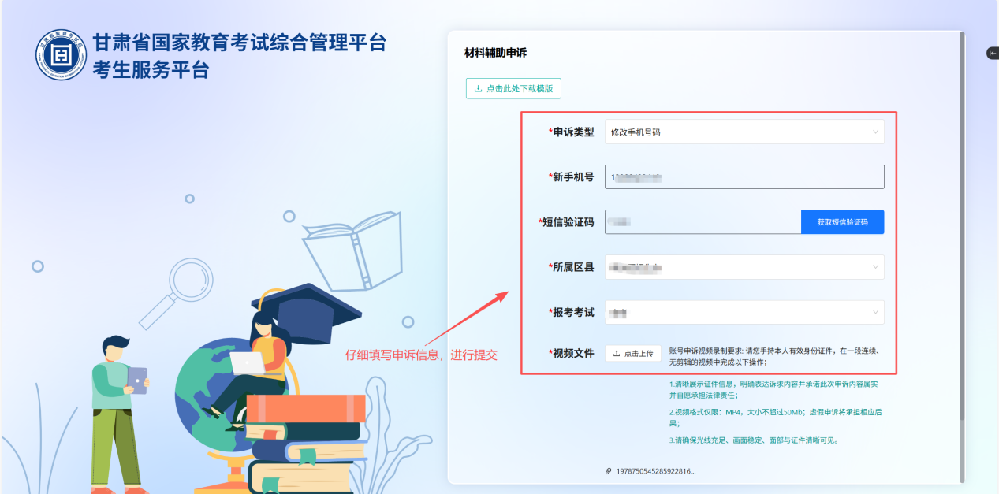 甘肃省国家教育考试综合管理平台
考生服务平台
材料辅助申诉
点击此处下载模版
*申诉类型
修改手机号码
*新手机号
*短信验证码
获取短信验证码
*所属区县
*报考考试
*视频文件
点击上传
账号申诉视频录制要求: 请您手持本人有效身份证件，在一段连续、
无剪辑的视频中完成以下操作；
1.清晰展示证件信息，明确表达诉求内容并承诺此次申诉内容属实
并自愿承担法律责任；
2.视频格式仅限：MP4，大小不超过50Mb；虚假申诉将承担相应后
果；
3.请确保光线充足、画面稳定、面部与证件清晰可见。
1978750545285922816...
仔细填写申诉信息，进行提交